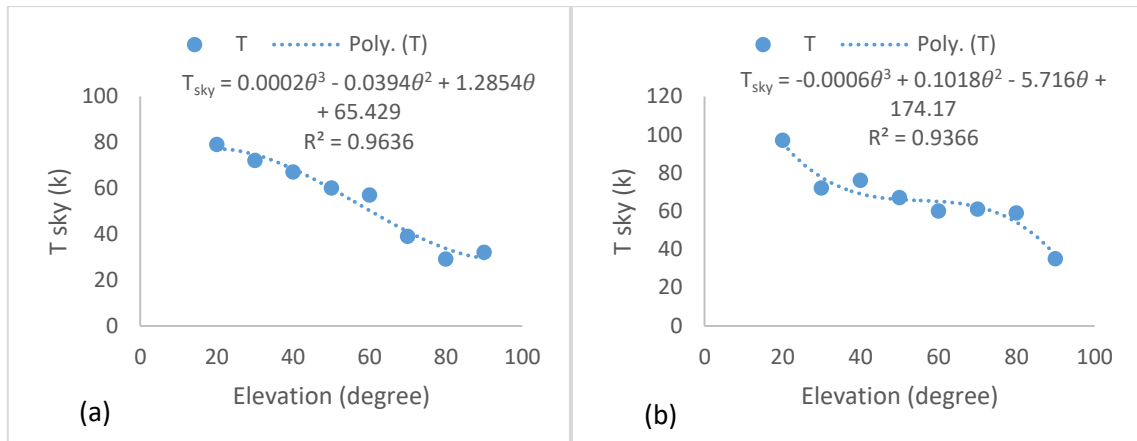 T Poly. (T)
T_sky = 0.0002θ³ - 0.0394θ² + 1.2854θ
+ 65.429
R² = 0.9636
100
80
60
40
20
0
0 20 40 60 80 100
T sky (k)
Elevation (degree)
(a)
T Poly. (T)
T_sky = -0.0006θ³ + 0.1018θ² - 5.716θ +
174.17
R² = 0.9366
120
100
80
60
40
20
0
0 20 40 60 80 100
T sky (k)
Elevation (degree)
(b)